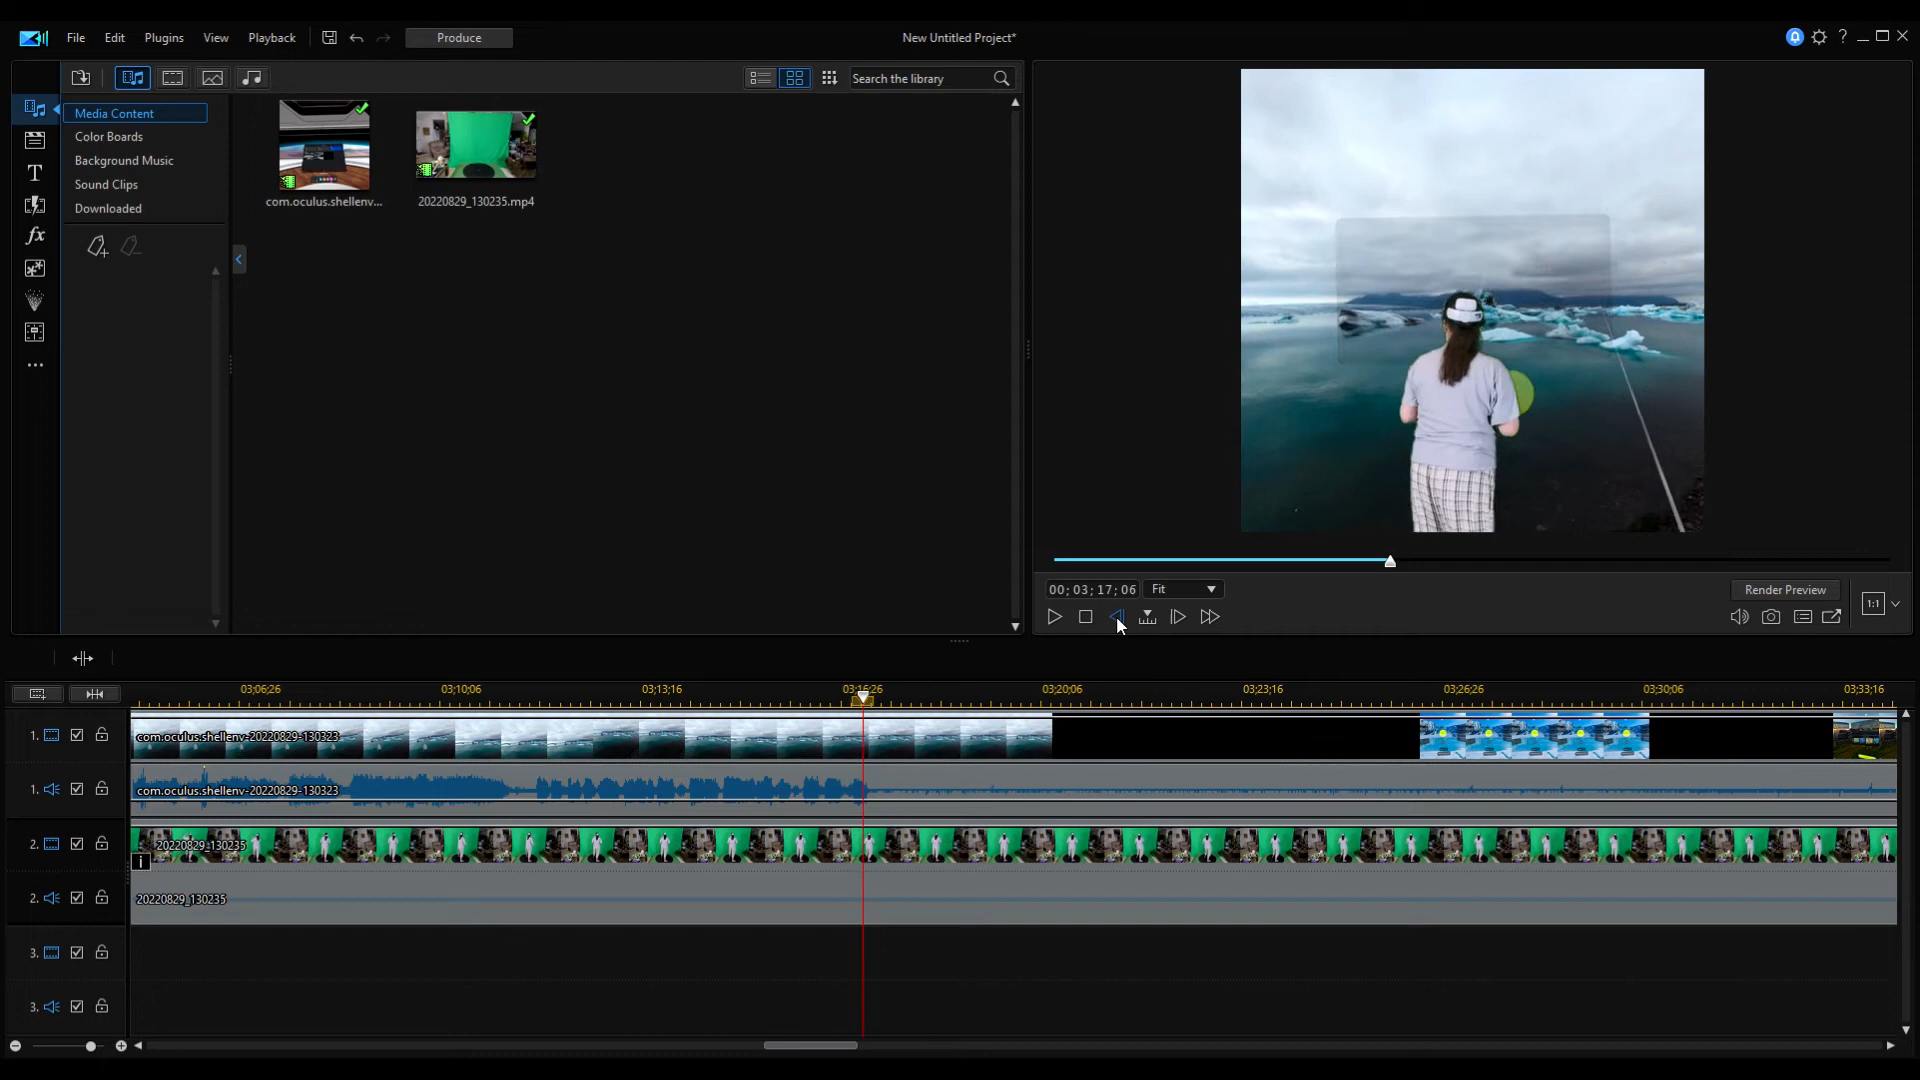 File Edit Plugins View Playback Produce New Untitled Project* ?
Search the library
Media Content
Color Boards
Background Music
Sound Clips
Downloaded
T
fx
com.oculus.shellenv... 20220829_130235.mp4
00; 03; 17; 06 Fit Render Preview
1:1
03;06;26 03;10;06 03;13;16 03;16;26 03;20;06 03;23;16 03;26;26 03;30;06 03;33;16
1. com.oculus.shellenv-20220829-130323
1. com.oculus.shellenv-20220829-130323
2. 20220829_130235
i
2. 20220829_130235
3.
3.